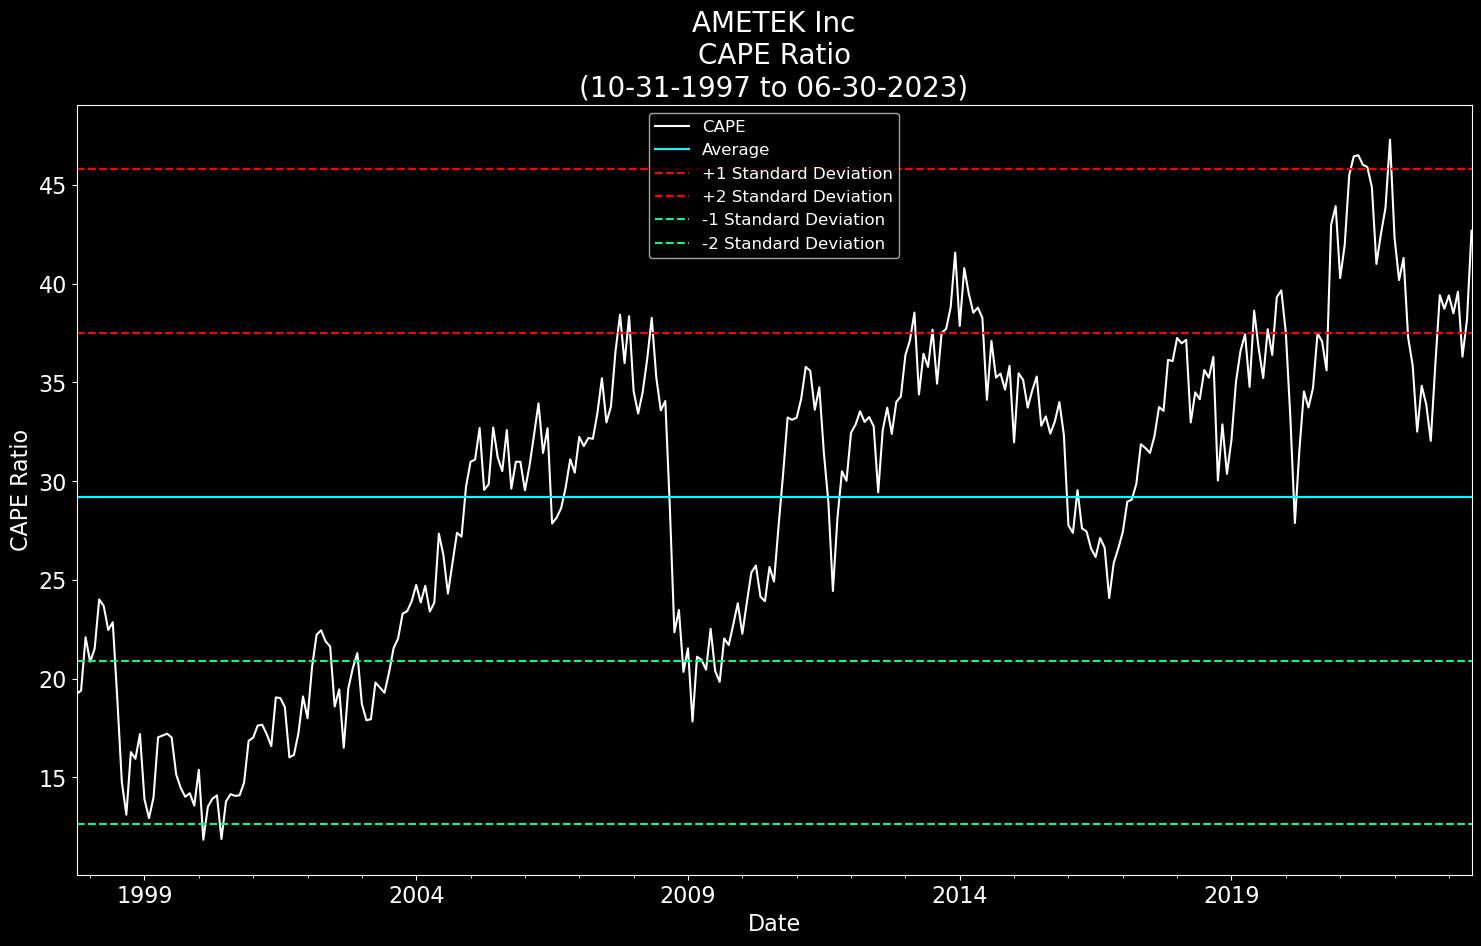 AMETEK Inc
CAPE Ratio
(10-31-1997 to 06-30-2023)
CAPE
Average
+1 Standard Deviation
+2 Standard Deviation
-1 Standard Deviation
-2 Standard Deviation
CAPE Ratio
45
40
35
30
25
20
15
1999 2004 2009 2014 2019
Date